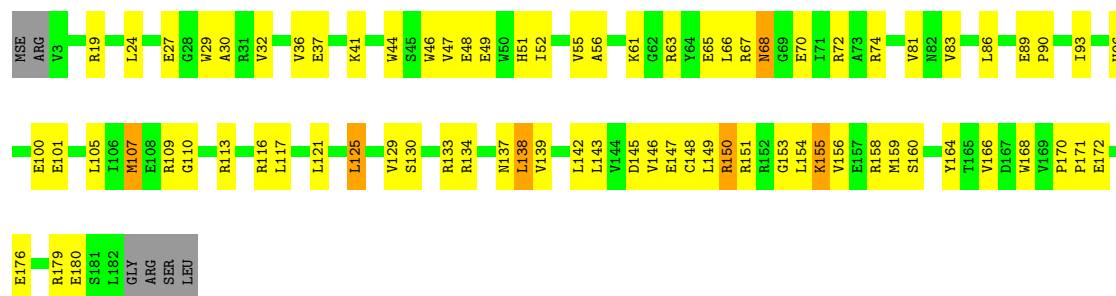 MSE ARG V3 R19 L24 E27 G28 W29 A30 R31 V32 V36 E37 K41 W44 S45 W46 V47 E48 E49 W50 H51 I52 V55 A56 K61 G62 R63 Y64 E65 L66 R67 N68 G69 E70 I71 R72 A73 R74 V81 N82 V83 L86 E89 P90 I93
E100 E101 L105 I106 M107 E108 R109 G110 R113 R116 L117 L121 L125 V129 S130 R133 R134 N137 L138 V139 L142 L143 V144 D145 V146 E147 C148 L149 R150 R151 R152 G153 L154 K155 V156 E157 R158 M159 S160 Y164 T165 V166 D167 W168 V169 P170 P171 E172
E176 R179 E180 S181 L182 GLY ARG SER LEU